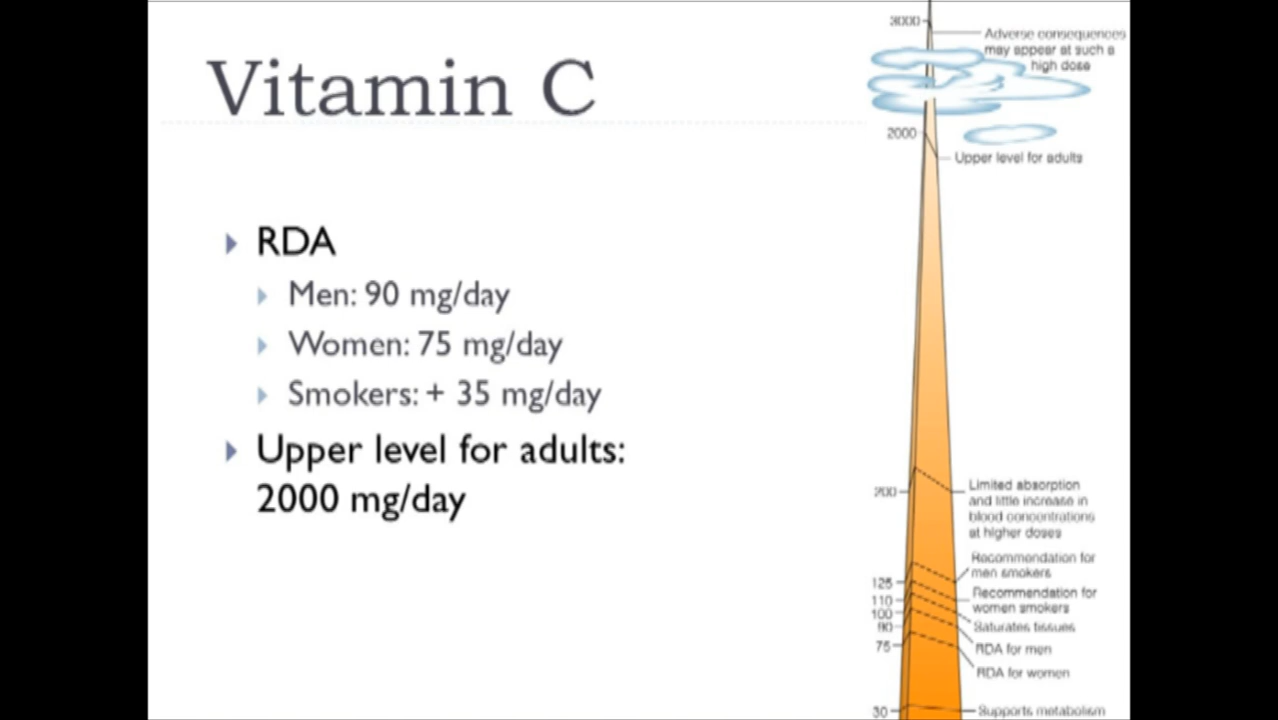 Vitamin C
RDA
Men: 90 mg/day
Women: 75 mg/day
Smokers: + 35 mg/day
Upper level for adults:
2000 mg/day
3000
Adverse consequences
may appear at such a
high dose
2000
Upper level for adults
200
Limited absorption
and little increase in
blood concentrations
at higher doses
Recommendation for
men smokers
125
110
Recommendation for
women smokers
100
Saturates tissues
90
RDA for men
75
RDA for women
30
Supports metabolism